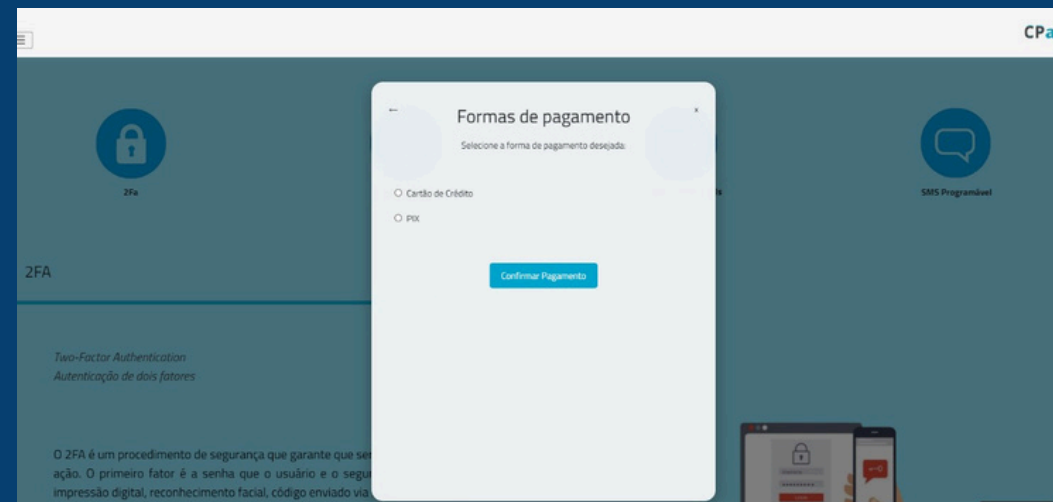 CPa
← Formas de pagamento x
Selecione a forma de pagamento desejada:
Cartão de Crédito
PIX
Confirmar Pagamento
2Fa
SMS Programável
2FA
Two-Factor Authentication
Autenticação de dois fatores
O 2FA é um procedimento de segurança que garante que
ação. O primeiro fator é a senha que o usuário e o
impressão digital, reconhecimento facial, código enviado via